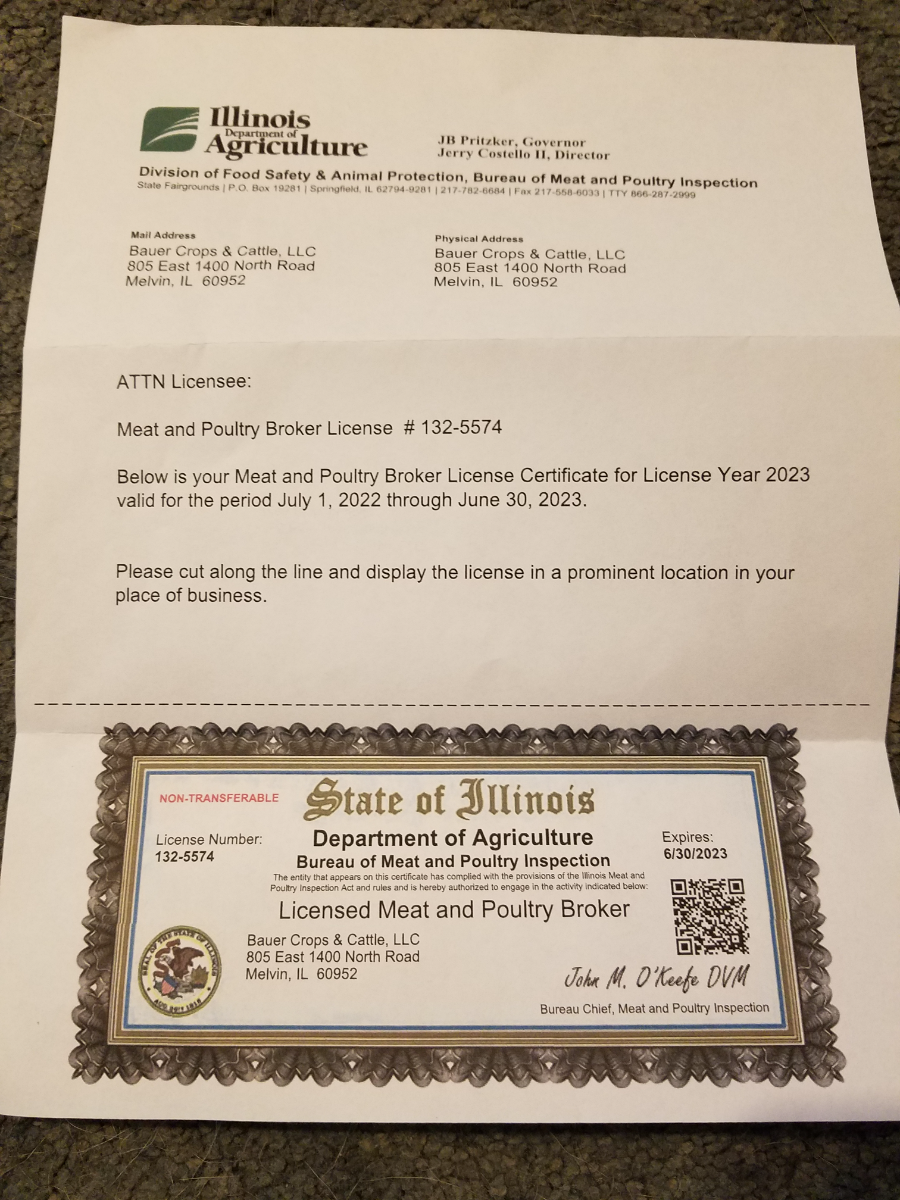 Illinois
Department of
Agriculture
JB Pritzker, Governor
Jerry Costello II, Director
Division of Food Safety & Animal Protection, Bureau of Meat and Poultry Inspection
State Fairgrounds | P.O. Box 19281 | Springfield, IL 62794-9281 | 217-782-6684 | Fax 217-558-6033 | TTY 866-287-2999
Mail Address
Bauer Crops & Cattle, LLC
805 East 1400 North Road
Melvin, IL 60952
Physical Address
Bauer Crops & Cattle, LLC
805 East 1400 North Road
Melvin, IL 60952
ATTN Licensee:
Meat and Poultry Broker License # 132-5574
Below is your Meat and Poultry Broker License Certificate for License Year 2023
valid for the period July 1, 2022 through June 30, 2023.
Please cut along the line and display the license in a prominent location in your
place of business.
NON-TRANSFERABLE
State of Illinois
License Number:
132-5574
Department of Agriculture
Bureau of Meat and Poultry Inspection
Expires:
6/30/2023
The entity that appears on this certificate has complied with the provisions of the Illinois Meat and
Poultry Inspection Act and rules and is hereby authorized to engage in the activity indicated below:
Licensed Meat and Poultry Broker
Bauer Crops & Cattle, LLC
805 East 1400 North Road
Melvin, IL 60952
SEAL OF THE STATE OF ILLINOIS
AUG. 26TH 1818
John M. O'Keefe DVM
Bureau Chief, Meat and Poultry Inspection